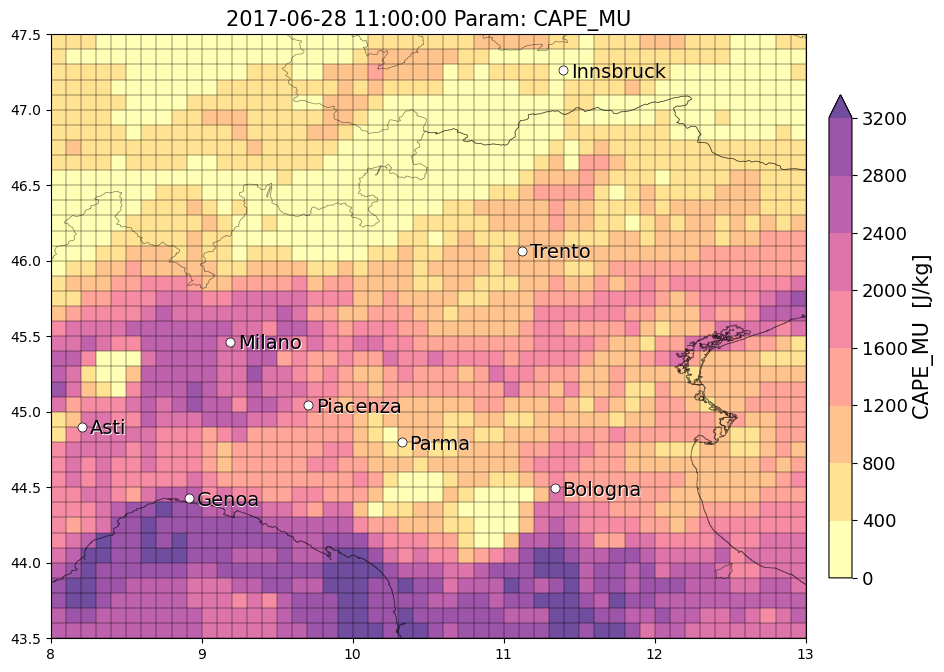 2017-06-28 11:00:00 Param: CAPE_MU
47.5
47.0
46.5
46.0
45.5
45.0
44.5
44.0
43.5
8
9
10
11
12
13
Innsbruck
Trento
Milano
Piacenza
Asti
Parma
Genoa
Bologna
3200
2800
2400
2000
1600
1200
800
400
0
CAPE_MU [J/kg]